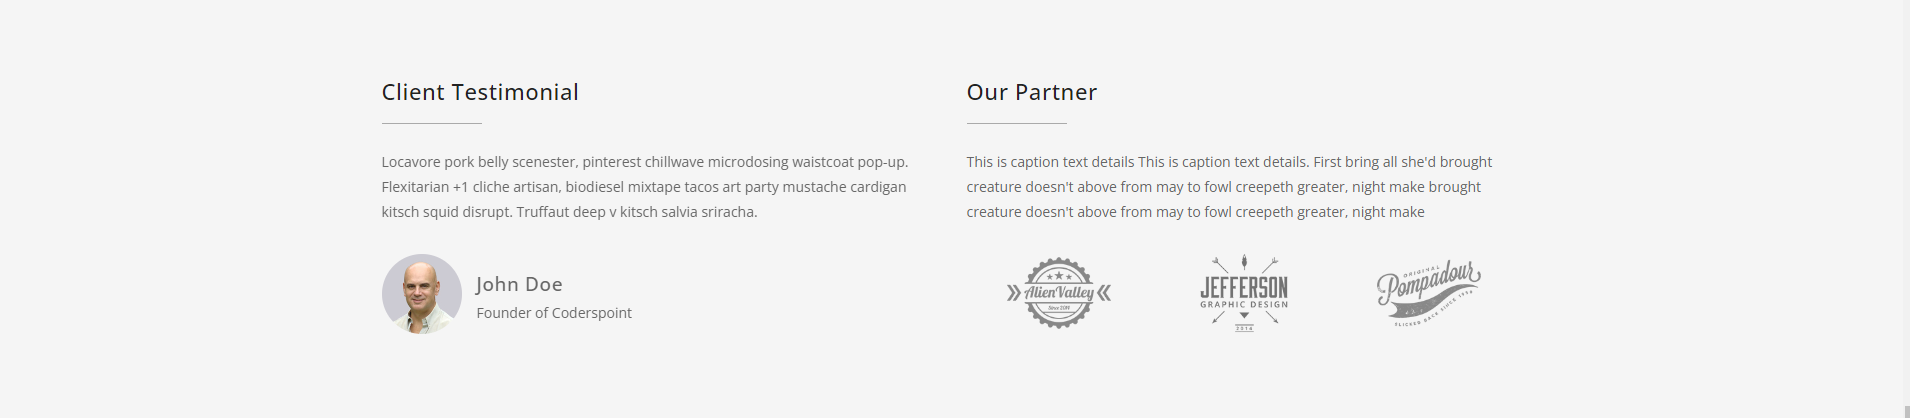 Client Testimonial
Locavore pork belly scenester, pinterest chillwave microdosing waistcoat pop-up.
Flexitarian +1 cliche artisan, biodiesel mixtape tacos art party mustache cardigan
kitsch squid disrupt. Truffaut deep v kitsch salvia sriracha.
John Doe
Founder of Coderspoint
Our Partner
This is caption text details This is caption text details. First bring all she'd brought
creature doesn't above from may to fowl creepeth greater, night make brought
creature doesn't above from may to fowl creepeth greater, night make
AlienValley
Since 2014
JEFFERSON
GRAPHIC DESIGN
2014
ORIGINAL
Pompadour
SLICKED BACK SINCE 1998